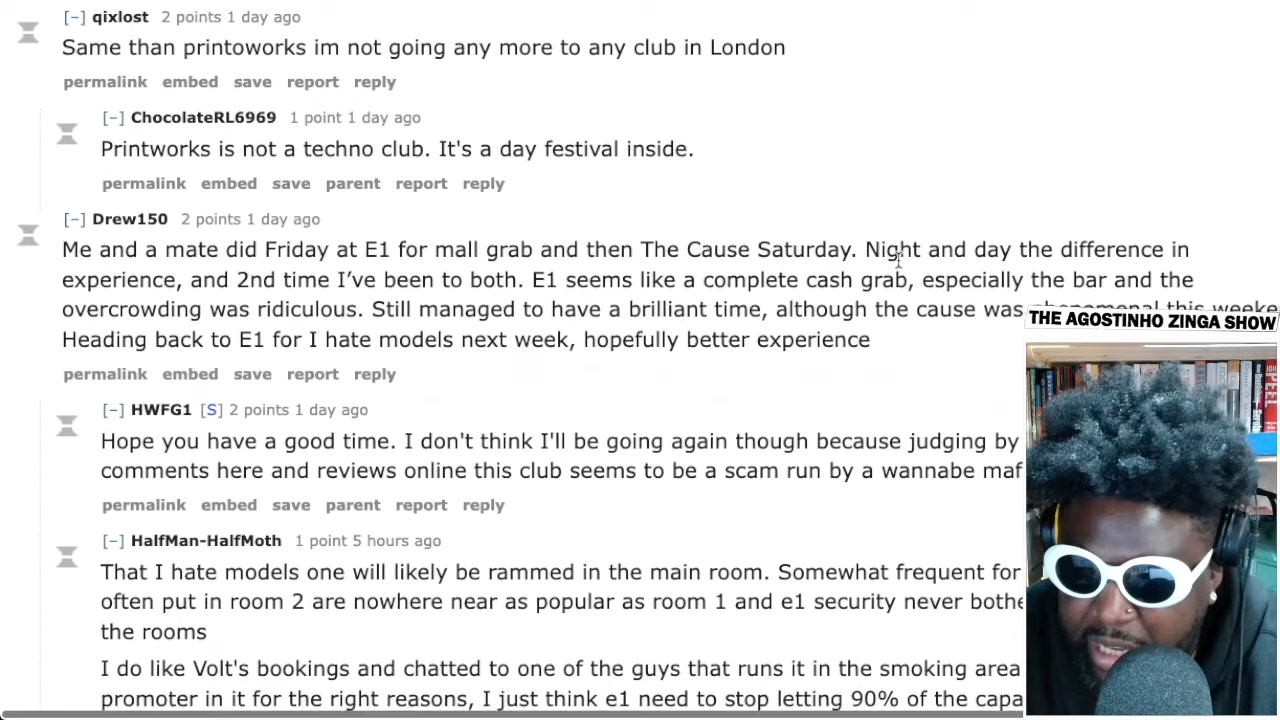 [–] qixlost 2 points 1 day ago
Same than printoworks im not going any more to any club in London
permalink embed save report reply
[–] ChocolateRL6969 1 point 1 day ago
Printworks is not a techno club. It's a day festival inside.
permalink embed save parent report reply
[–] Drew150 2 points 1 day ago
Me and a mate did Friday at E1 for mall grab and then The Cause Saturday. Night and day the difference in
experience, and 2nd time I’ve been to both. E1 seems like a complete cash grab, especially the bar and the
overcrowding was ridiculous. Still managed to have a brilliant time, although the cause was phenomenal this weeke
THE AGOSTINHO ZINGA SHOW
Heading back to E1 for I hate models next week, hopefully better experience
permalink embed save report reply
[–] HWFG1 [S] 2 points 1 day ago
Hope you have a good time. I don't think I'll be going again though because judging by
comments here and reviews online this club seems to be a scam run by a wannabe maf
permalink embed save parent report reply
[–] HalfMan-HalfMoth 1 point 5 hours ago
That I hate models one will likely be rammed in the main room. Somewhat frequent for
often put in room 2 are nowhere near as popular as room 1 and e1 security never bothe
the rooms
I do like Volt's bookings and chatted to one of the guys that runs it in the smoking area
promoter in it for the right reasons, I just think e1 need to stop letting 90% of the capa